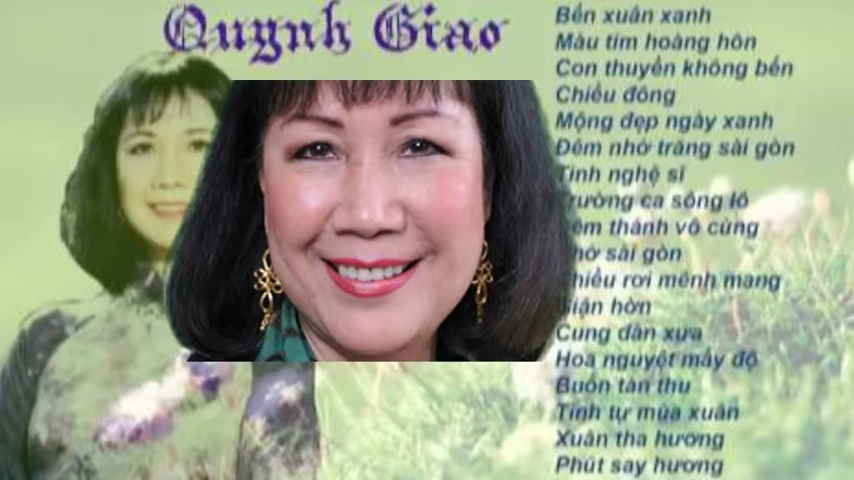 Quynh Giao
Bến xuân xanh
Màu tím hoàng hôn
Con thuyền không bến
Chiều đông
Mộng đẹp ngày xanh
Đêm nhớ trăng sài gòn
Tình nghệ sĩ
Trường ca sông lô
Đêm thánh vô cùng
Nhớ sài gòn
Chiều rơi mênh mang
Giận hờn
Cung đàn xưa
Hoa nguyệt mấy độ
Buồn tàn thu
Tình tự mùa xuân
Xuân tha hương
Phút say hương